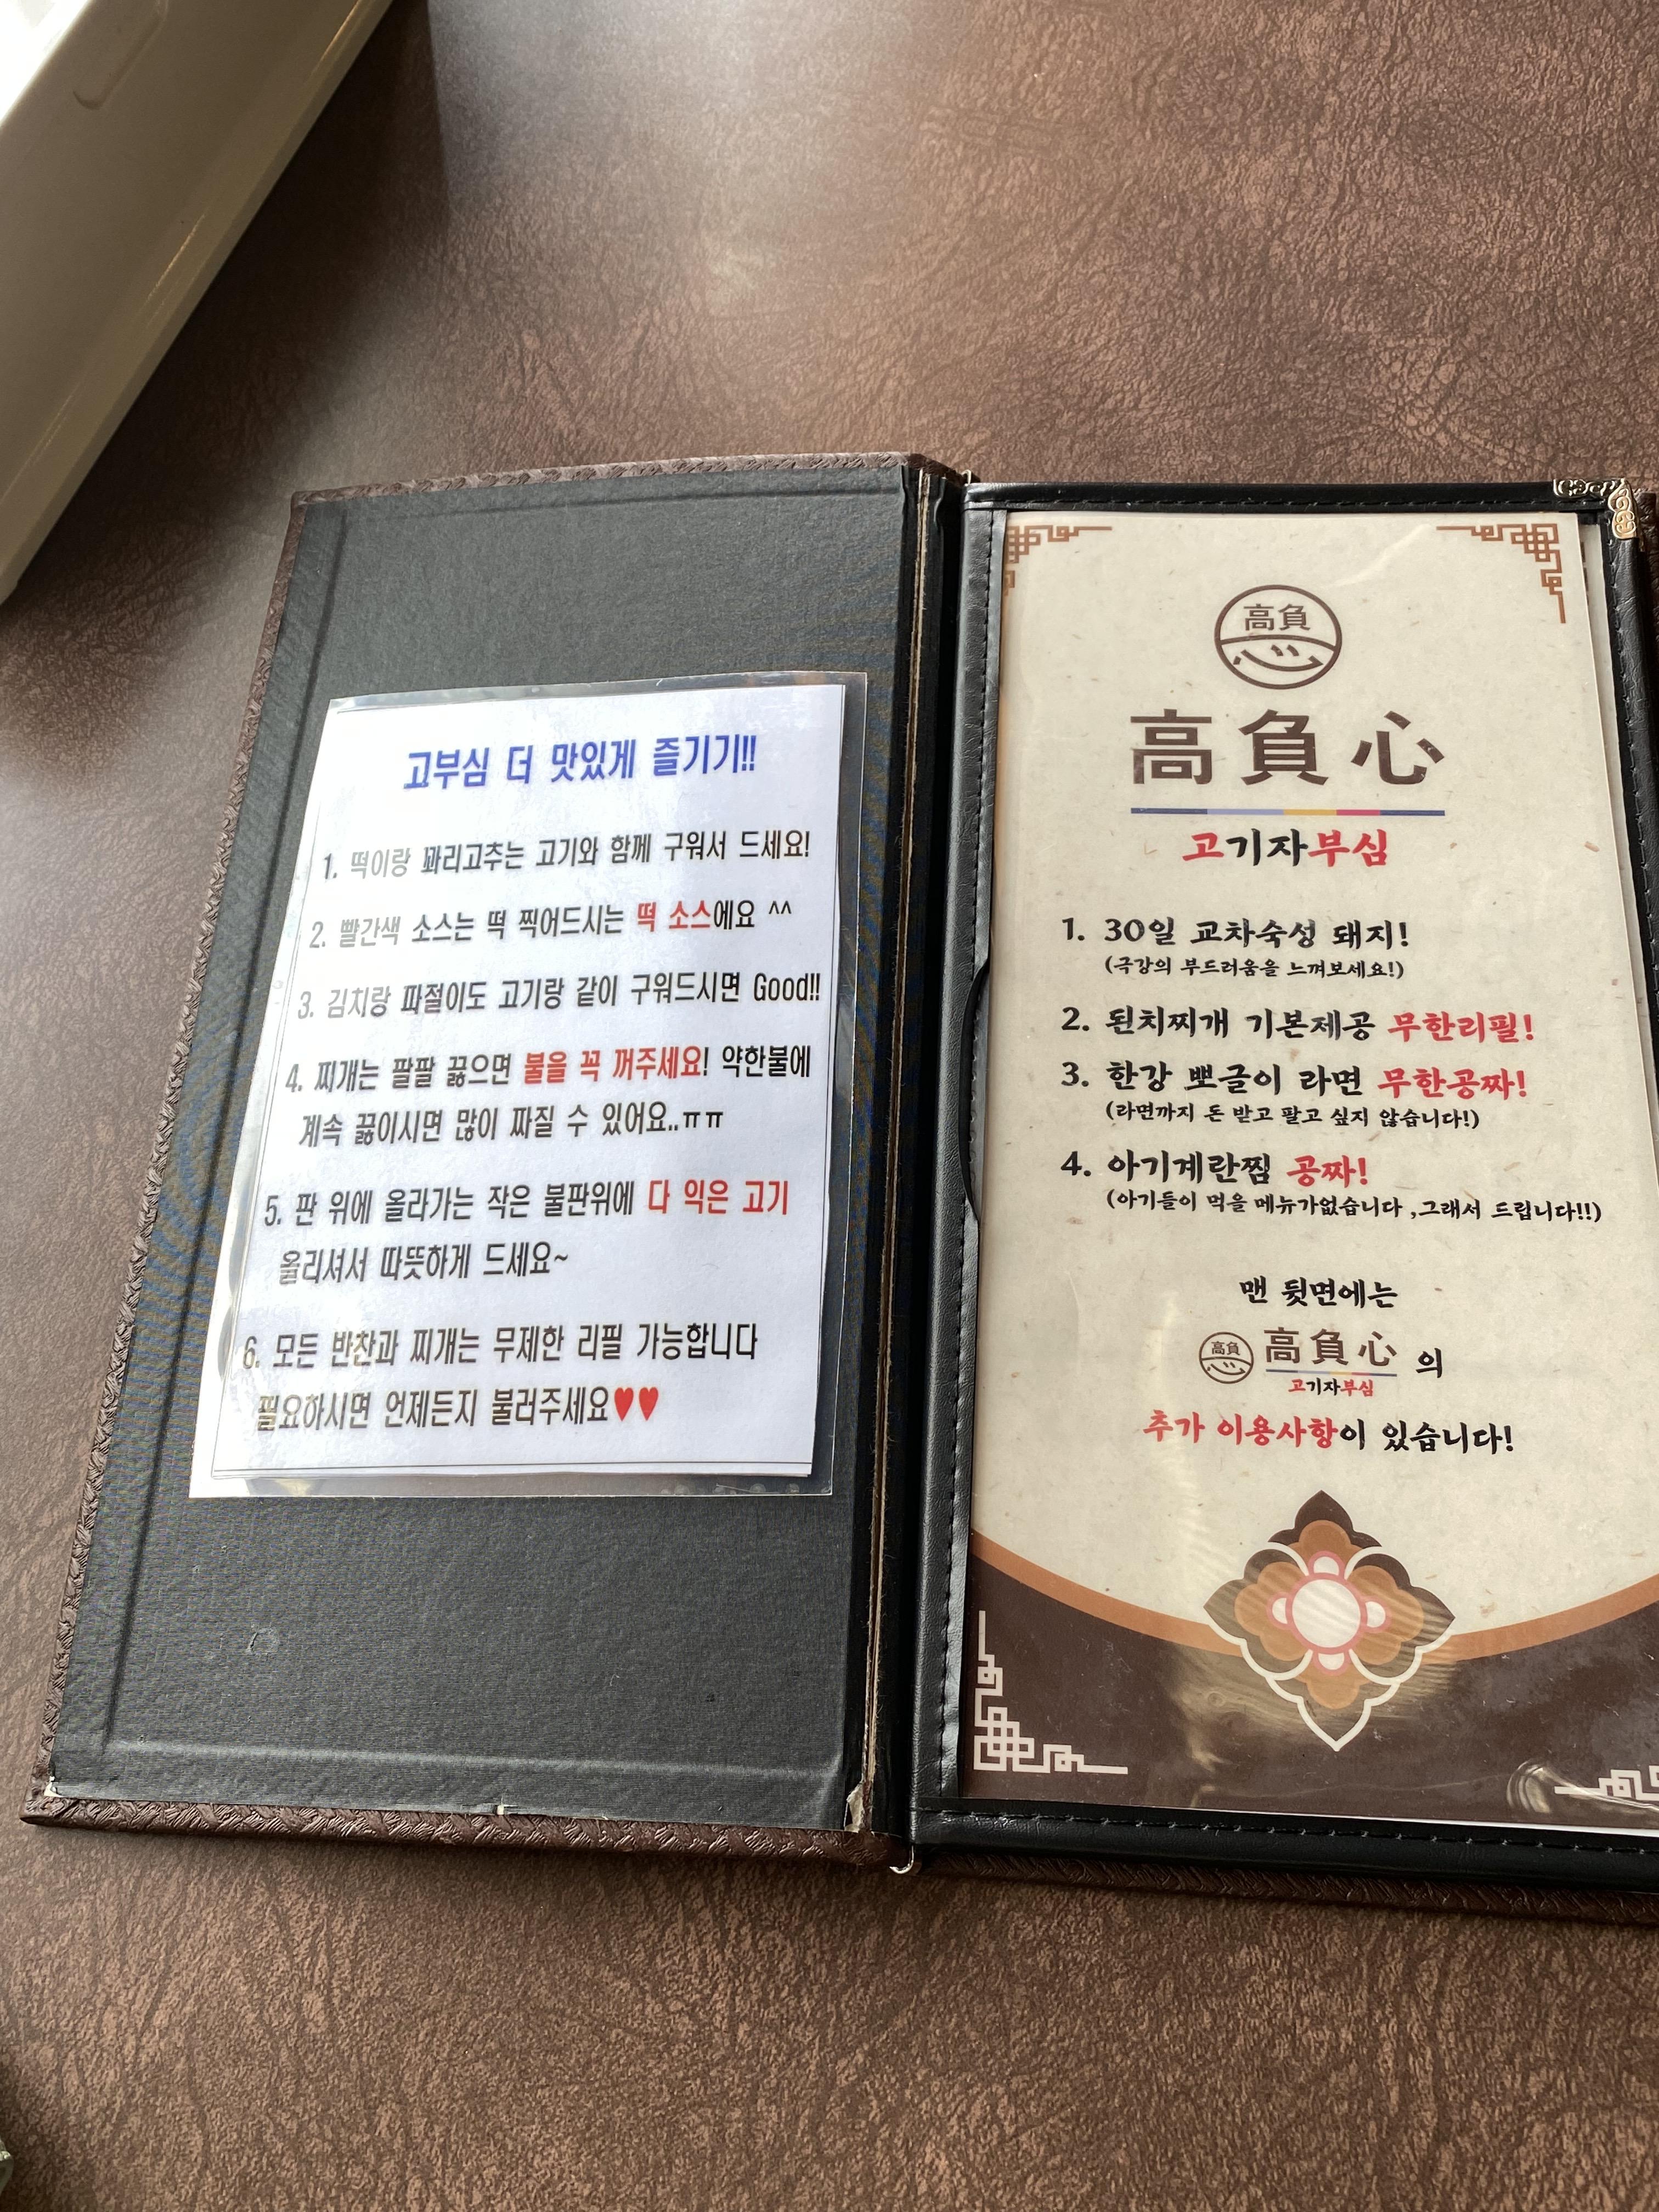 고부심 더 맛있게 즐기기!!
1. 떡이랑 꽈리고추는 고기와 함께 구워서 드세요!
2. 빨간색 소스는 떡 찍어드시는 떡 소스에요 ^^
3. 김치랑 파절이도 고기랑 같이 구워드시면 Good!!
4. 찌개는 팔팔 끓으면 불을 꼭 꺼주세요! 약한불에
계속 끓이시면 많이 짜질 수 있어요..ㅠㅠ
5. 판 위에 올라가는 작은 불판위에 다 익은 고기
올리셔서 따뜻하게 드세요~
6. 모든 반찬과 찌개는 무제한 리필 가능합니다
필요하시면 언제든지 불러주세요♥♥
高負
心
高負心
고기자부심
1. 30일 교차숙성 돼지!
(극강의 부드러움을 느껴보세요!)
2. 된치찌개 기본제공 무한리필!
3. 한강 뽀글이 라면 무한공짜!
(라면까지 돈 받고 팔고 싶지 않습니다!)
4. 아기계란찜 공짜!
(아기들이 먹을 메뉴가없습니다 ,그래서 드립니다!!)
맨 뒷면에는
高負心 高負心 의
고기자부심
추가 이용사항이 있습니다!